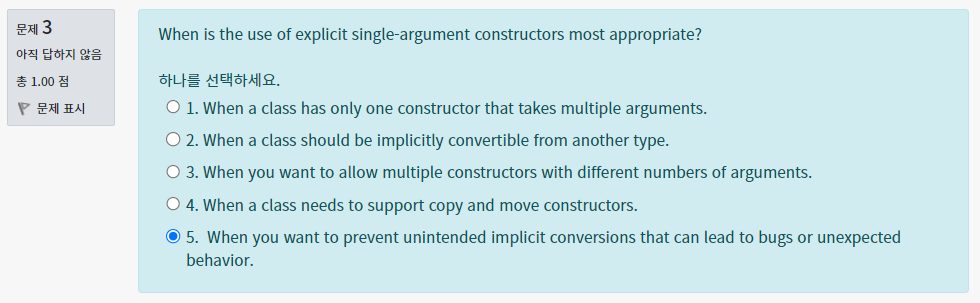 문제 3
아직 답하지 않음
총 1.00 점
문제 표시
When is the use of explicit single-argument constructors most appropriate?
하나를 선택하세요.
1. When a class has only one constructor that takes multiple arguments.
2. When a class should be implicitly convertible from another type.
3. When you want to allow multiple constructors with different numbers of arguments.
4. When a class needs to support copy and move constructors.
5. When you want to prevent unintended implicit conversions that can lead to bugs or unexpected
behavior.